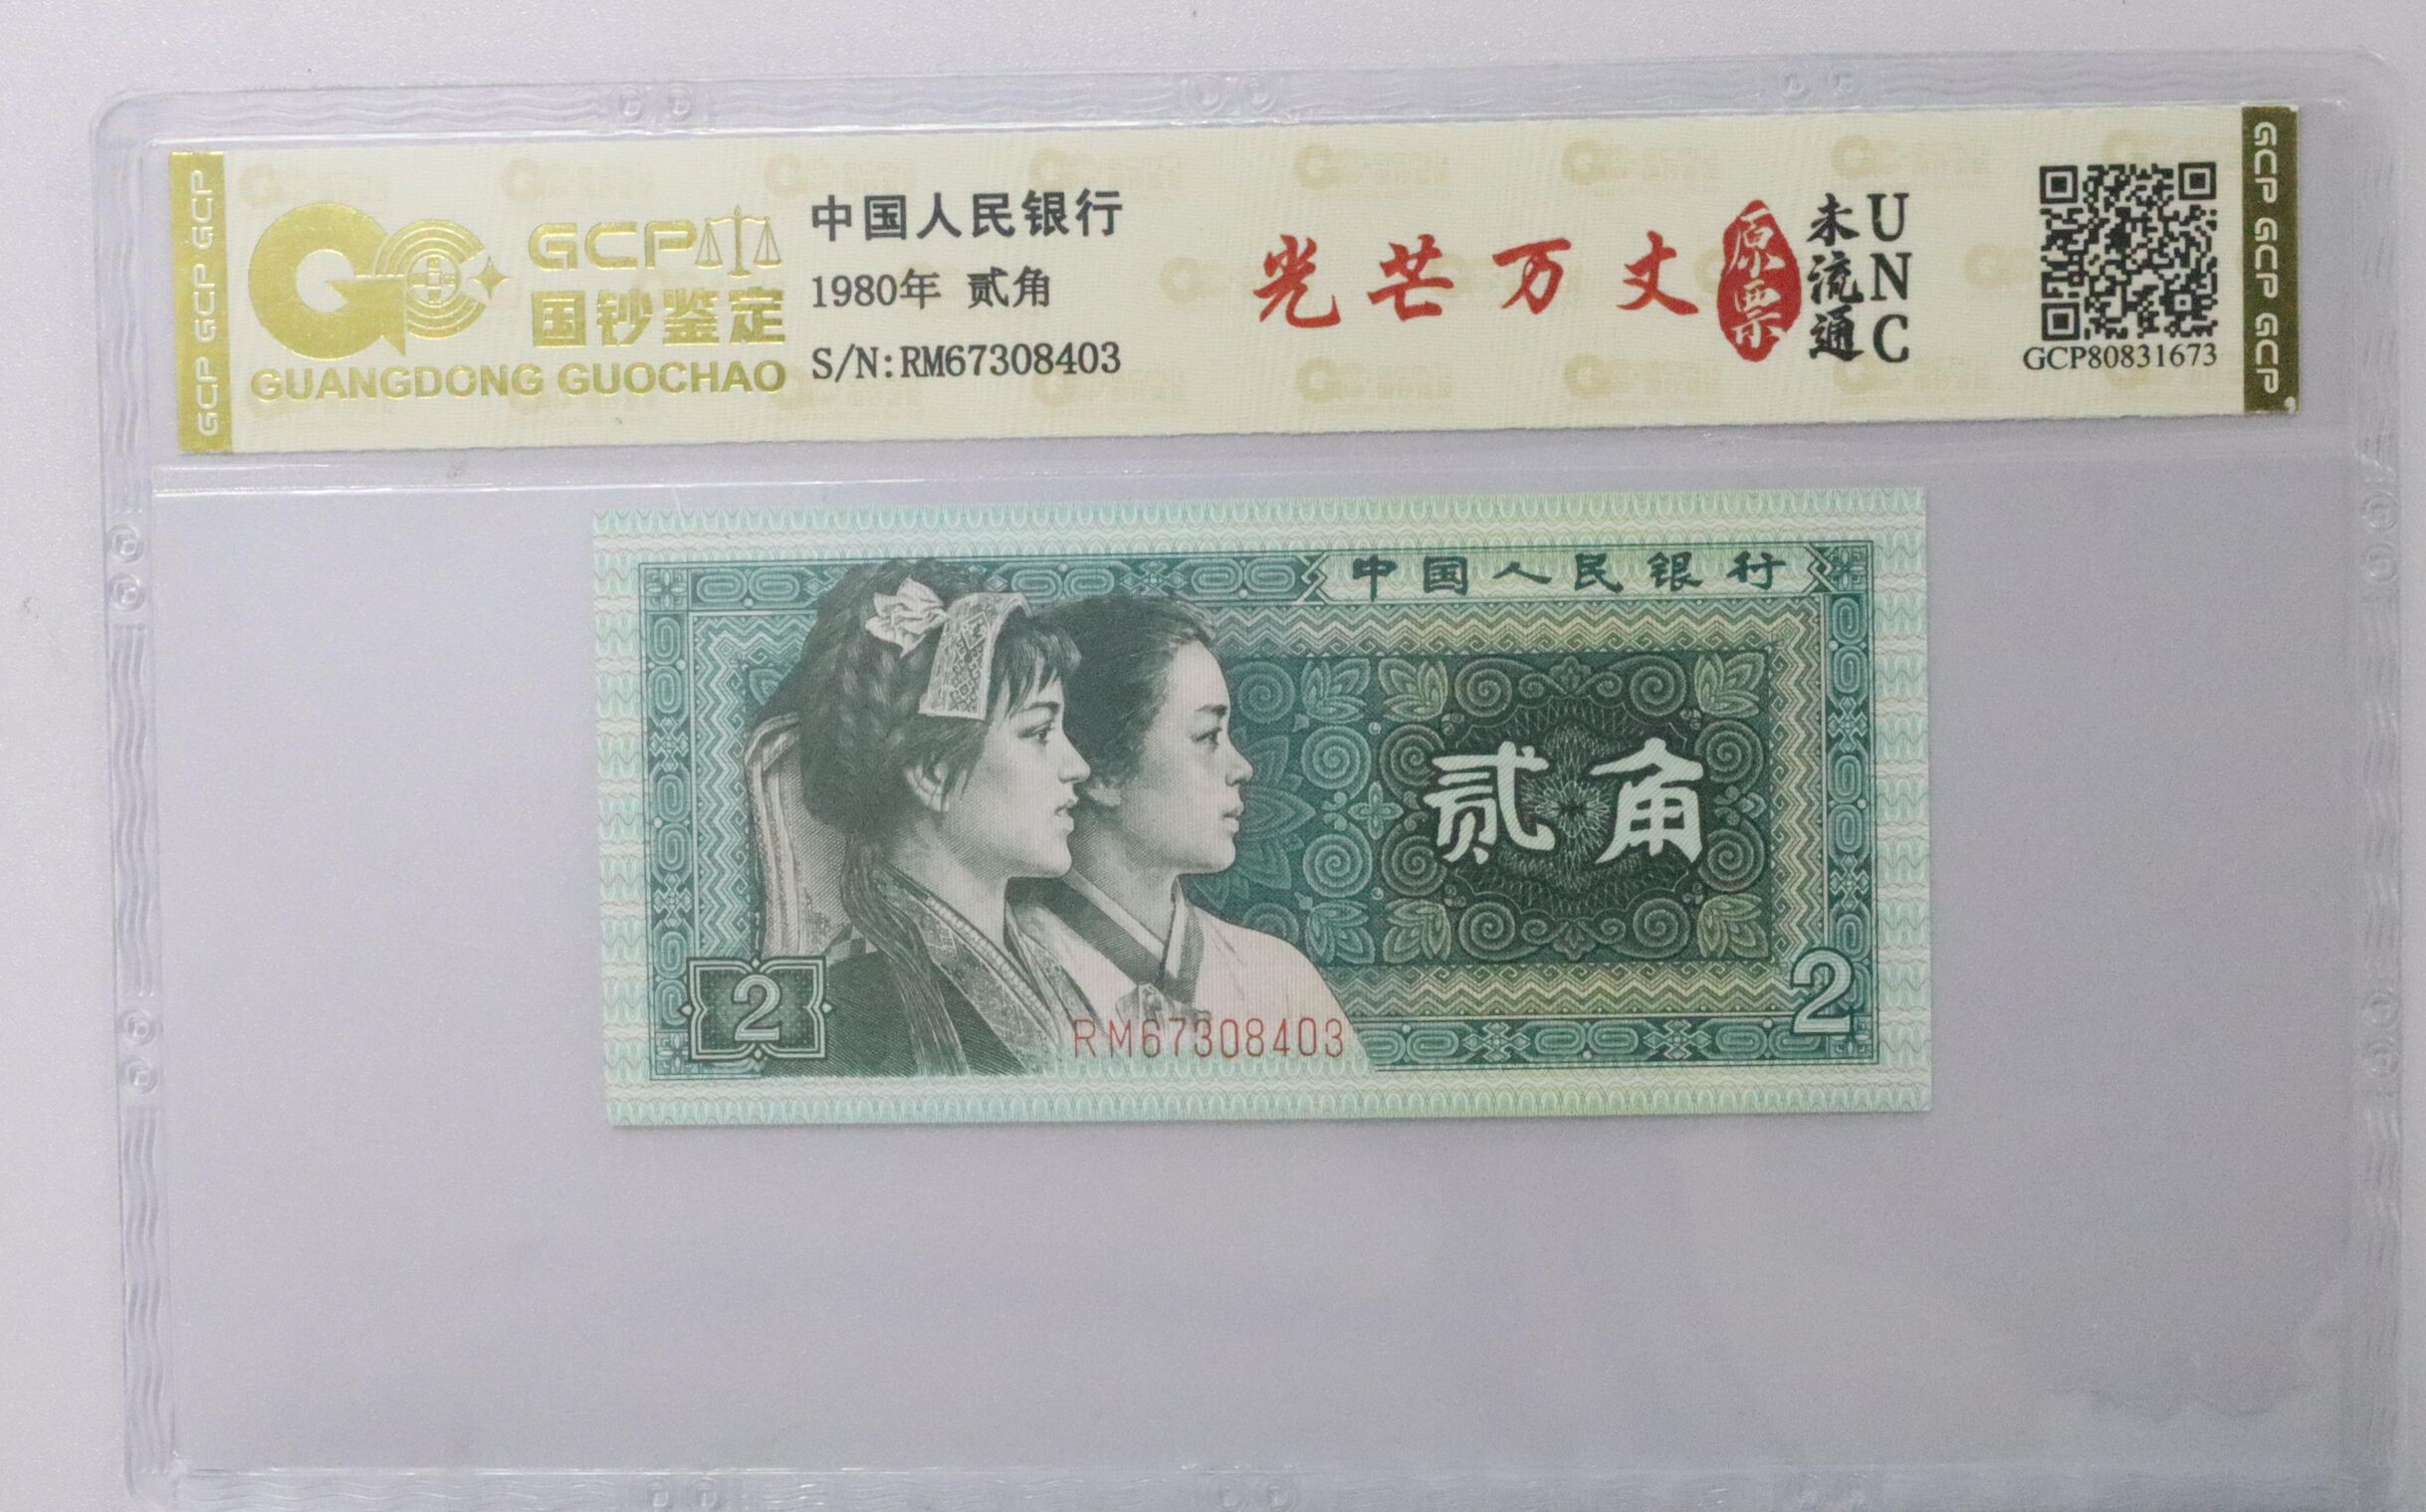 GCP GCP GCP
GCP
国钞鉴定
GUANGDONG GUOCHAO
中国人民银行
1980年 贰角
S/N:RM67308403
光芒万丈
原票
未流通
UNC
GCP80831673
GCP GCP GCP
中国人民银行
贰角
2
2
RM67308403